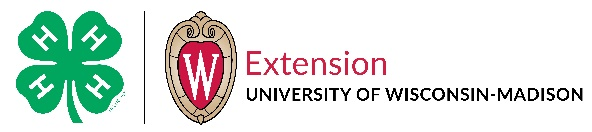 H H
H H
W
Extension
UNIVERSITY OF WISCONSIN-MADISON